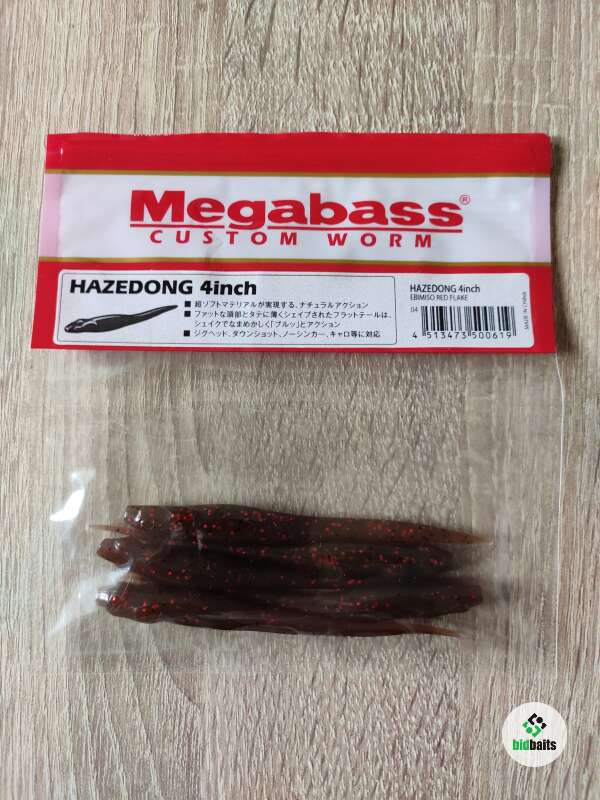 Megabass®
CUSTOM WORM
HAZEDONG 4inch
■ 超ソフトマテリアルが実現する、ナチュラルアクション
■ ファットな頭部とタテに薄くシェイプされたフラットテールは、
シェイクでなまめかしく「ブルッ」とアクション
■ ジグヘッド、ダウンショット、ノーシンカー、キャロ等に対応
HAZEDONG 4inch
EBIMISO RED FLAKE
04
4 513473 500619
MADE IN CHINA
bidbaits